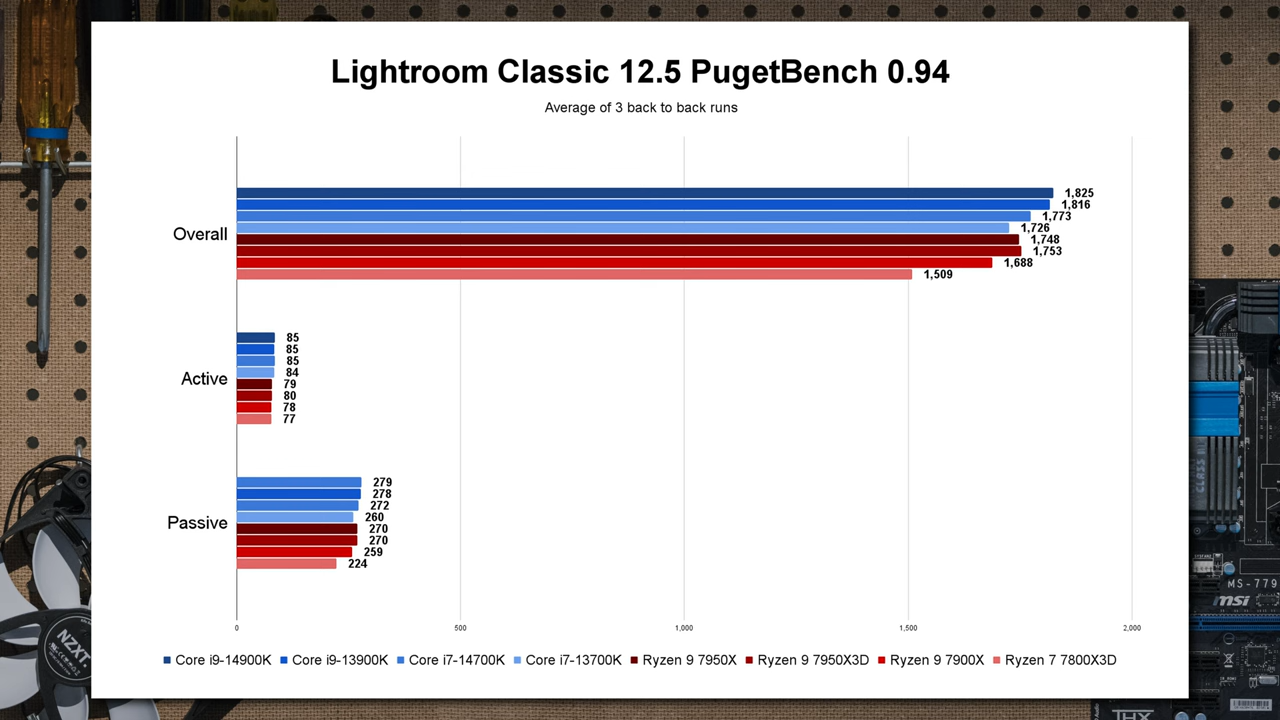 Lightroom Classic 12.5 PugetBench 0.94
Average of 3 back to back runs
Overall
1,825
1,816
1,773
1,726
1,748
1,753
1,688
1,509
Active
85
85
85
84
79
80
78
77
Passive
279
278
272
260
270
270
259
224
0
500
1,000
1,500
2,000
Core i9-14900K
Core i9-13900K
Core i7-14700K
Core i7-13700K
Ryzen 9 7950X
Ryzen 9 7950X3D
Ryzen 9 7900X
Ryzen 7 7800X3D
NZXT
MS-779
msi
THX